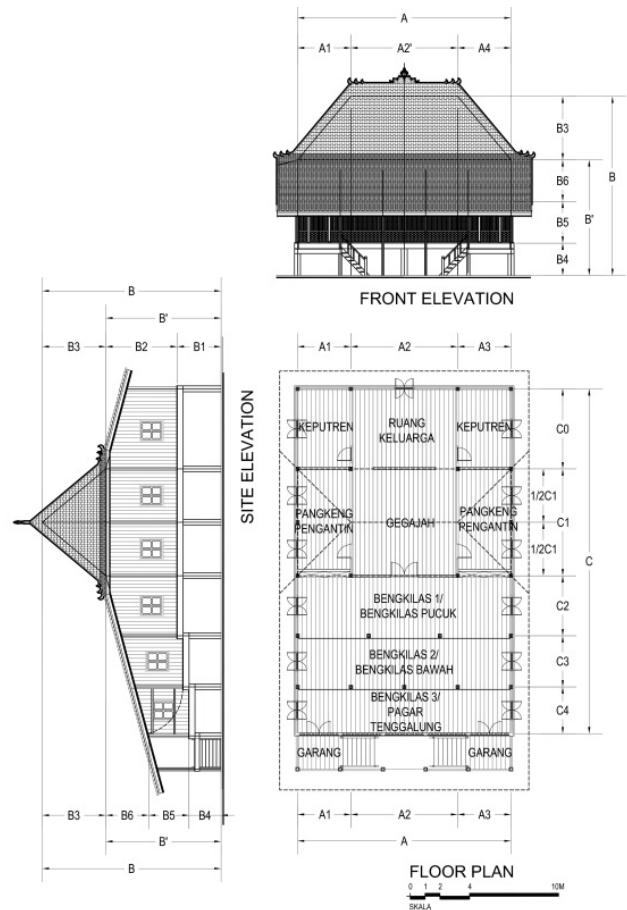 A
A1 A2' A4
B3
B6
B5
B4
B'
B
FRONT ELEVATION
B
B'
B3 B2 B1
SITE ELEVATION
B3 B6 B5 B4
B'
B
A
A1 A2 A3
KEPUTREN
RUANG
KELUARGA
KEPUTREN
PANGKENG
PENGANTIN
GEGAJAH
PANGKENG
PENGANTIN
BENGKILAS 1/
BENGKILAS PUCUK
BENGKILAS 2/
BENGKILAS BAWAH
BENGKILAS 3/
PAGAR
TENGGALUNG
GARANG
GARANG
C0
1/2C1
C1
1/2C1
C
C2
C3
C4
A1 A2 A3
A
FLOOR PLAN
0 1 2 4 10M
SKALA